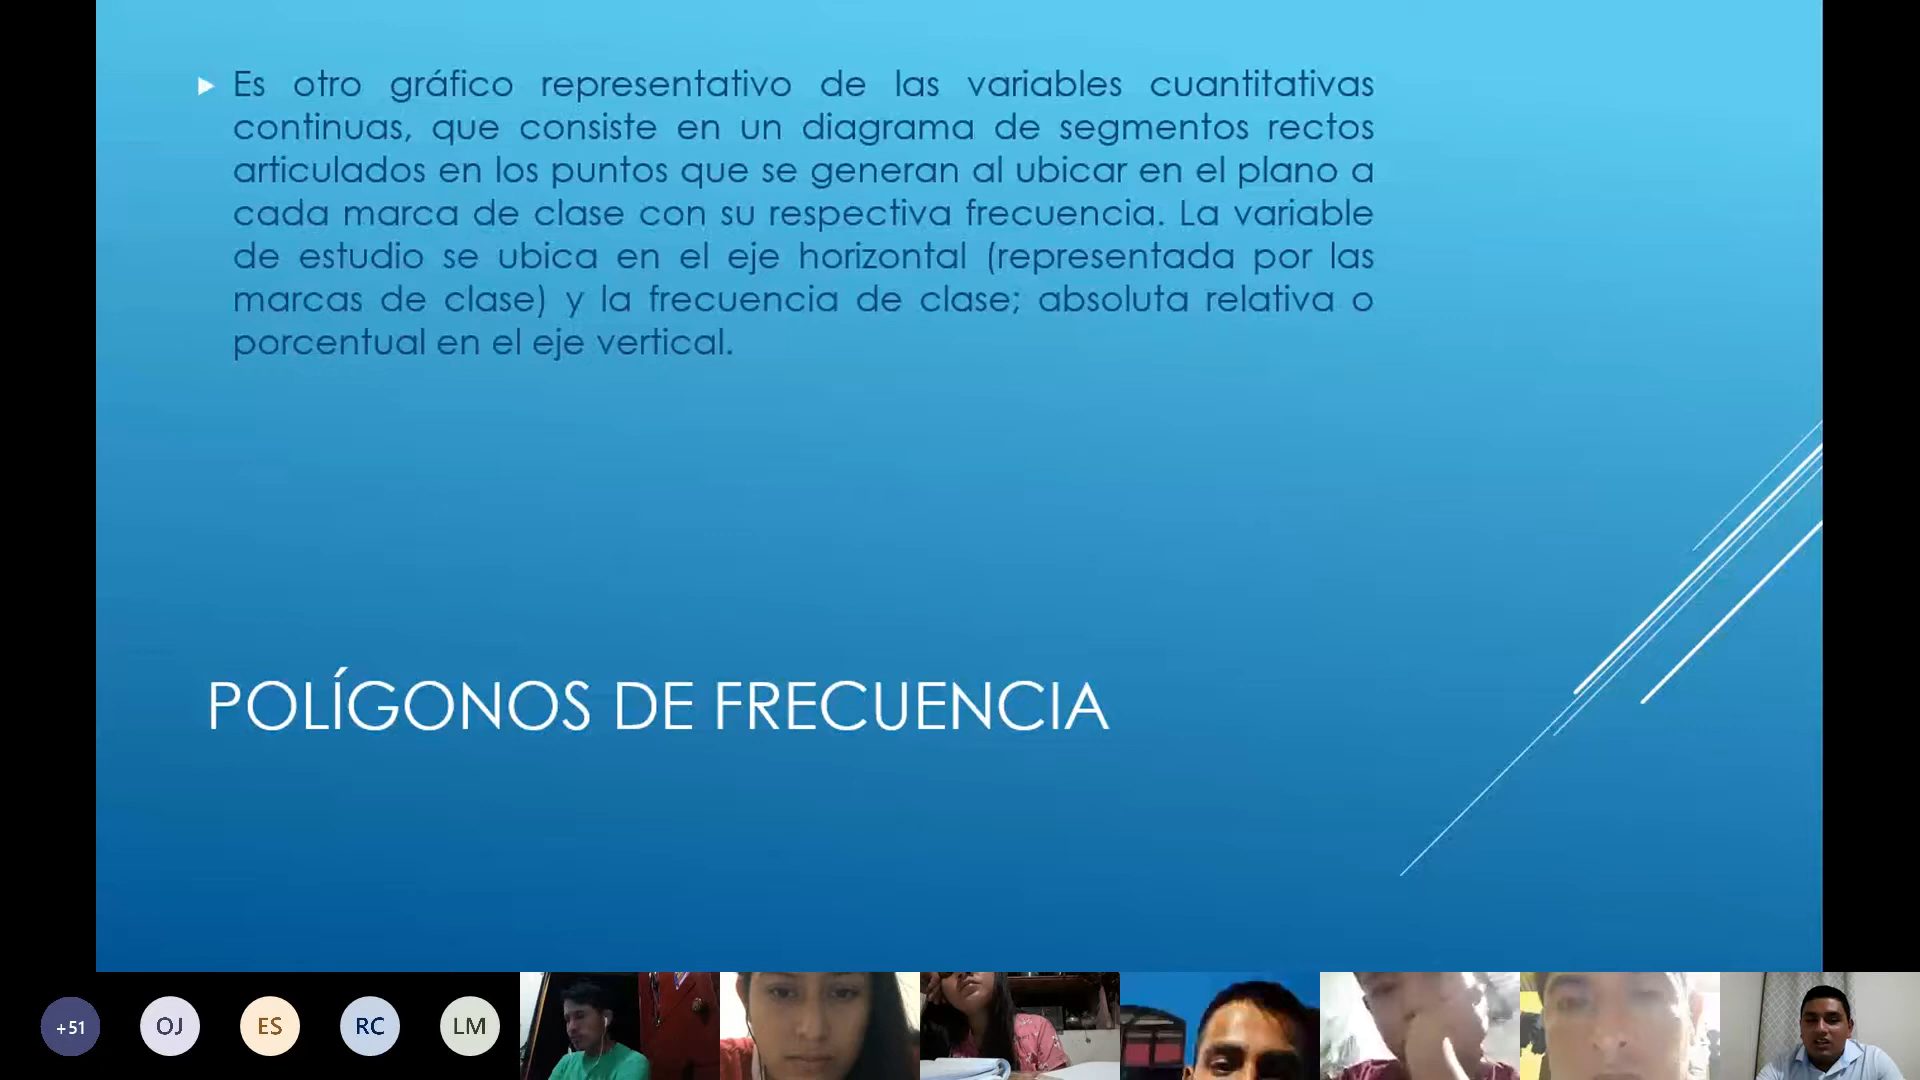 Es otro gráfico representativo de las variables cuantitativas
continuas, que consiste en un diagrama de segmentos rectos
articulados en los puntos que se generan al ubicar en el plano a
cada marca de clase con su respectiva frecuencia. La variable
de estudio se ubica en el eje horizontal (representada por las
marcas de clase) y la frecuencia de clase; absoluta relativa o
porcentual en el eje vertical.
POLÍGONOS DE FRECUENCIA
+51 OJ ES RC LM